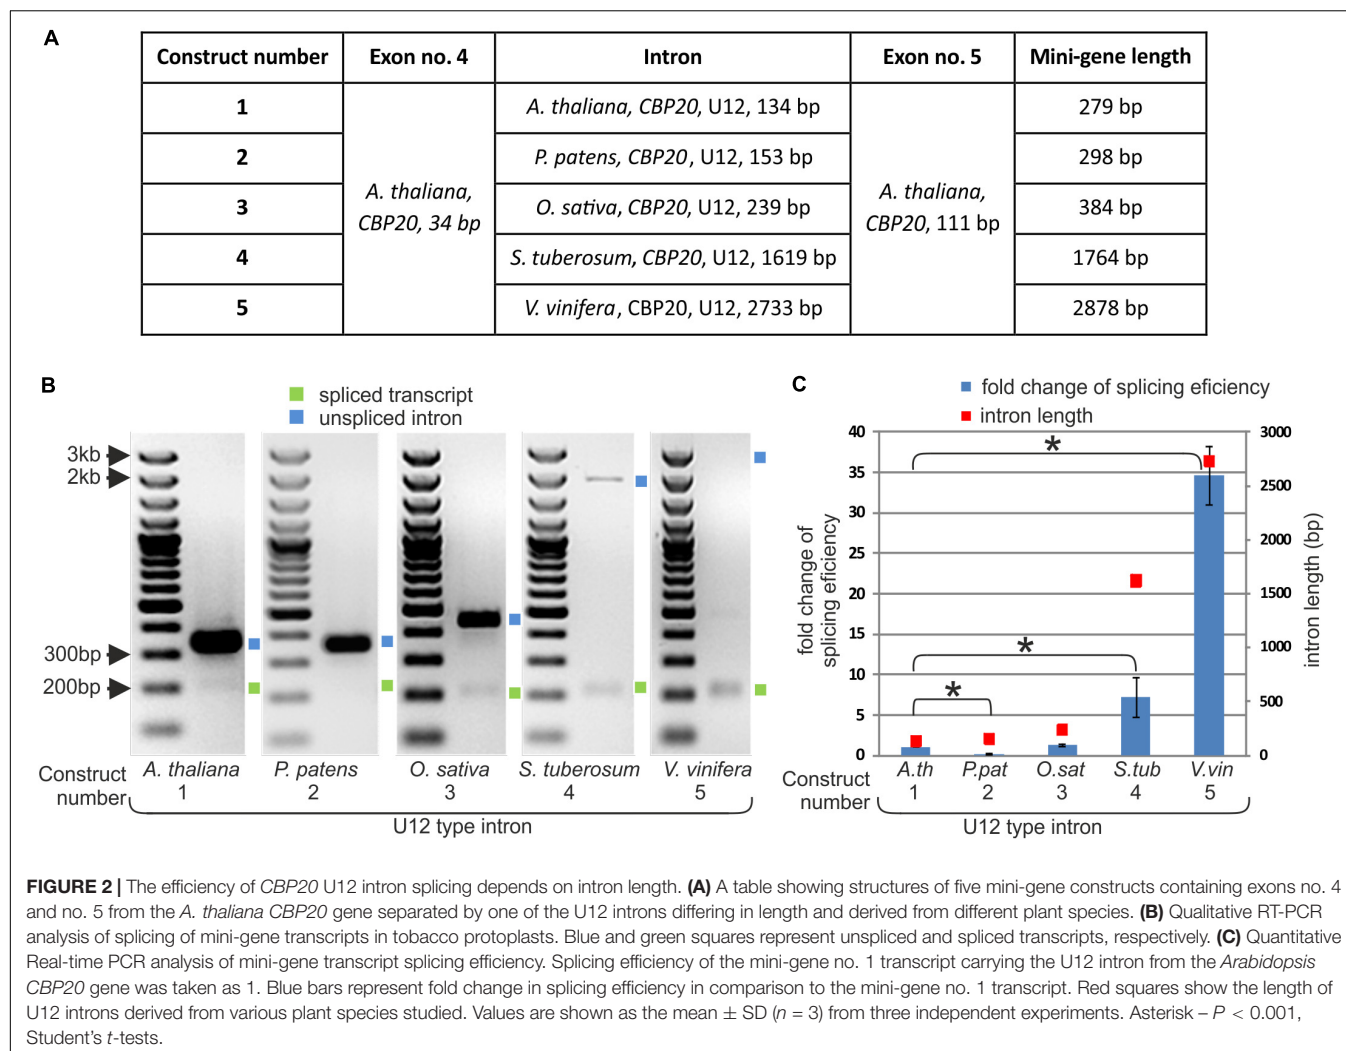 A
Construct number Exon no. 4 Intron Exon no. 5 Mini-gene length
1 A. thaliana, CBP20, U12, 134 bp 279 bp
2 P. patens, CBP20, U12, 153 bp 298 bp
A. thaliana, CBP20, 34 bp
3 O. sativa, CBP20, U12, 239 bp 384 bp
A. thaliana, CBP20, 111 bp
4 S. tuberosum, CBP20, U12, 1619 bp 1764 bp
5 V. vinifera, CBP20, U12, 2733 bp 2878 bp
B
spliced transcript
unspliced intron
3kb
2kb
300bp
200bp
A. thaliana P. patens O. sativa S. tuberosum V. vinifera
Construct number 1 2 3 4 5
U12 type intron
C
fold change of splicing eficiency
intron length
fold change of
splicing eficiency
40
35
30
25
20
15
10
5
0
* * *
3000
2500
2000
1500
1000
500
0
intron length (bp)
A.th P.pat O.sat S.tub V.vin
Construct number 1 2 3 4 5
U12 type intron
FIGURE 2 | The efficiency of CBP20 U12 intron splicing depends on intron length. (A) A table showing structures of five mini-gene constructs containing exons no. 4
and no. 5 from the A. thaliana CBP20 gene separated by one of the U12 introns differing in length and derived from different plant species. (B) Qualitative RT-PCR
analysis of splicing of mini-gene transcripts in tobacco protoplasts. Blue and green squares represent unspliced and spliced transcripts, respectively. (C) Quantitative
Real-time PCR analysis of mini-gene transcript splicing efficiency. Splicing efficiency of the mini-gene no. 1 transcript carrying the U12 intron from the Arabidopsis
CBP20 gene was taken as 1. Blue bars represent fold change in splicing efficiency in comparison to the mini-gene no. 1 transcript. Red squares show the length of
U12 introns derived from various plant species studied. Values are shown as the mean ± SD (n = 3) from three independent experiments. Asterisk – P < 0.001,
Student's t-tests.